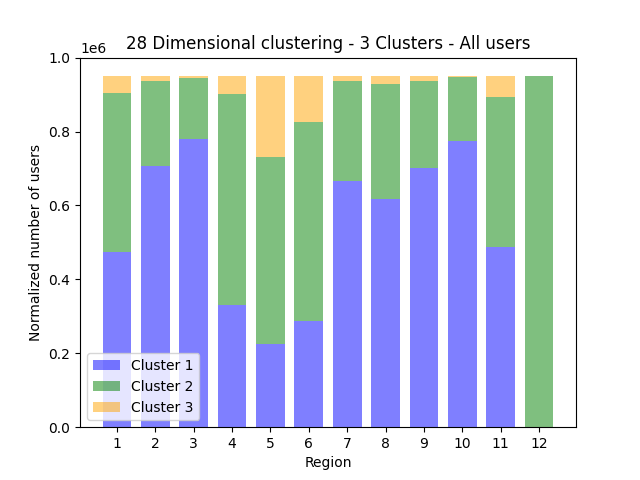 28 Dimensional clustering - 3 Clusters - All users
1e6
1.0
0.8
0.6
0.4
0.2
0.0
Normalized number of users
Cluster 1
Cluster 2
Cluster 3
1 2 3 4 5 6 7 8 9 10 11 12
Region